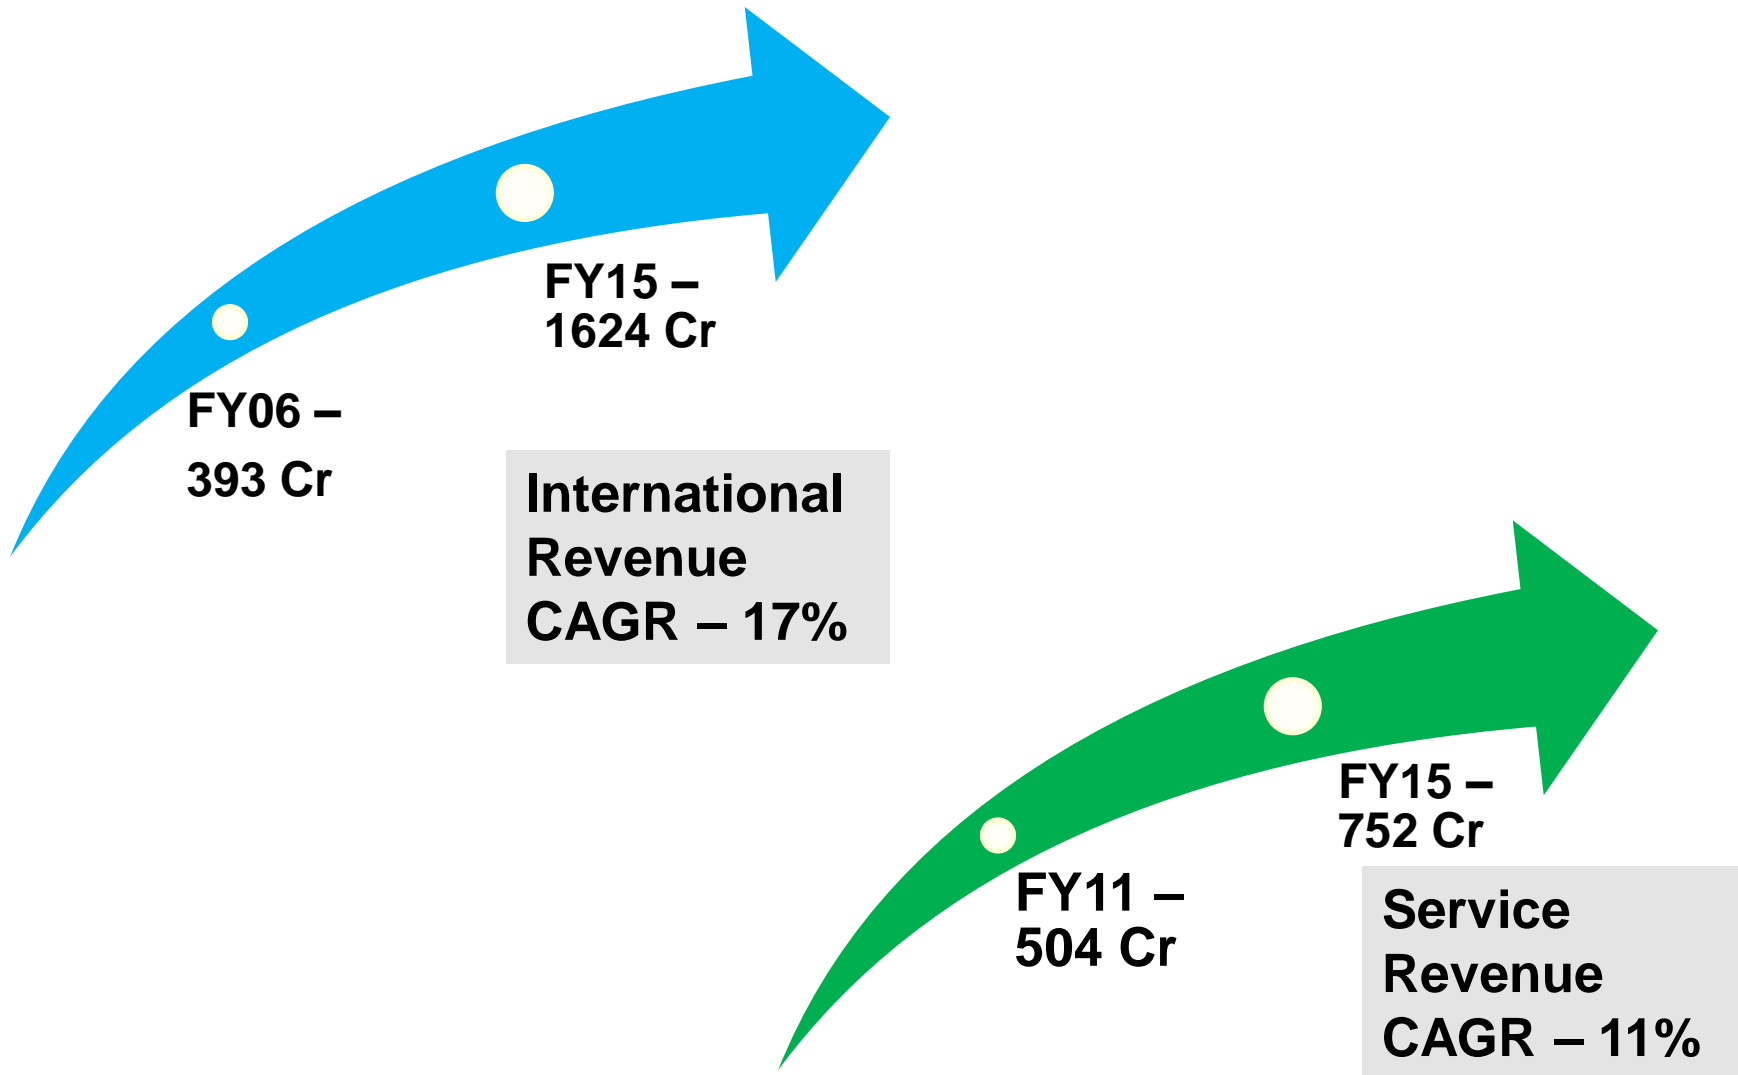 FY15 –
1624 Cr
FY06 –
393 Cr
International
Revenue
CAGR – 17%
FY15 –
752 Cr
FY11 –
504 Cr
Service
Revenue
CAGR – 11%